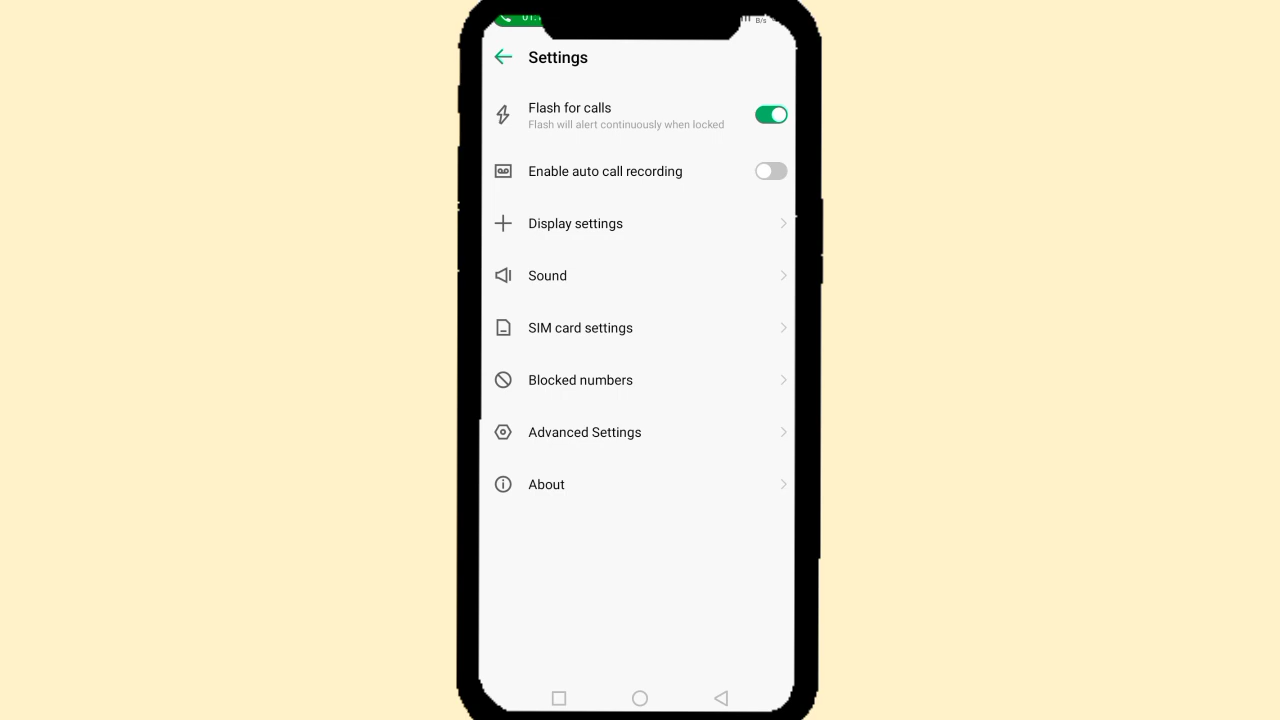 B/s
Settings
Flash for calls
Flash will alert continuously when locked
Enable auto call recording
Display settings
Sound
SIM card settings
Blocked numbers
Advanced Settings
About